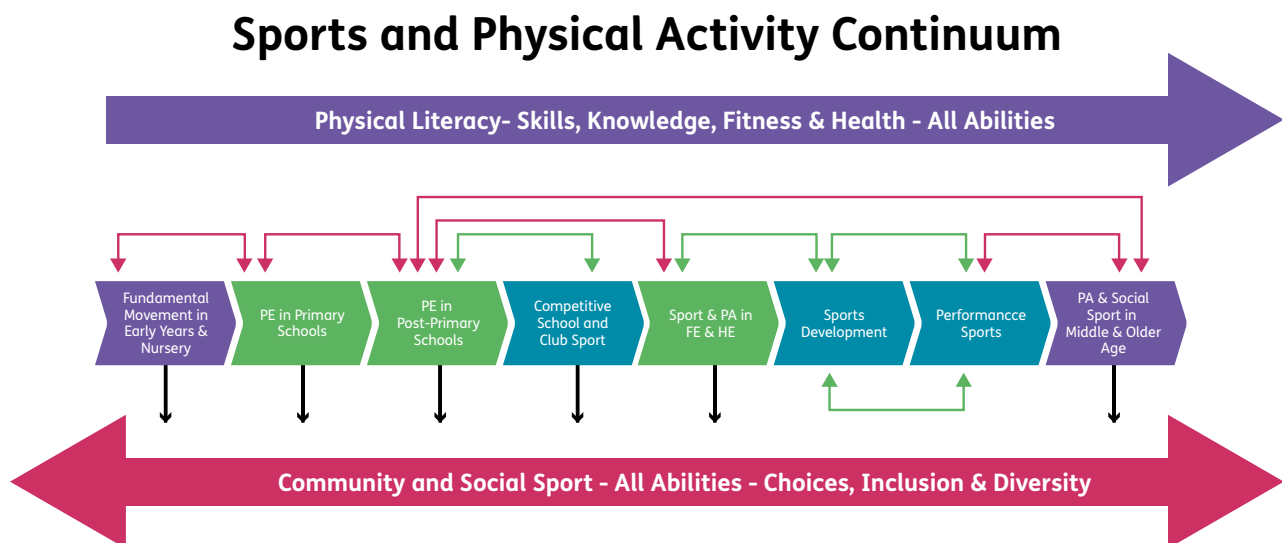 Sports and Physical Activity Continuum
Physical Literacy- Skills, Knowledge, Fitness & Health - All Abilities
Fundamental
Movement in
Early Years &
Nursery
PE in Primary
Schools
PE in
Post-Primary
Schools
Competitive
School and
Club Sport
Sport & PA in
FE & HE
Sports
Development
Performancce
Sports
PA & Social
Sport in
Middle & Older
Age
Community and Social Sport - All Abilities - Choices, Inclusion & Diversity